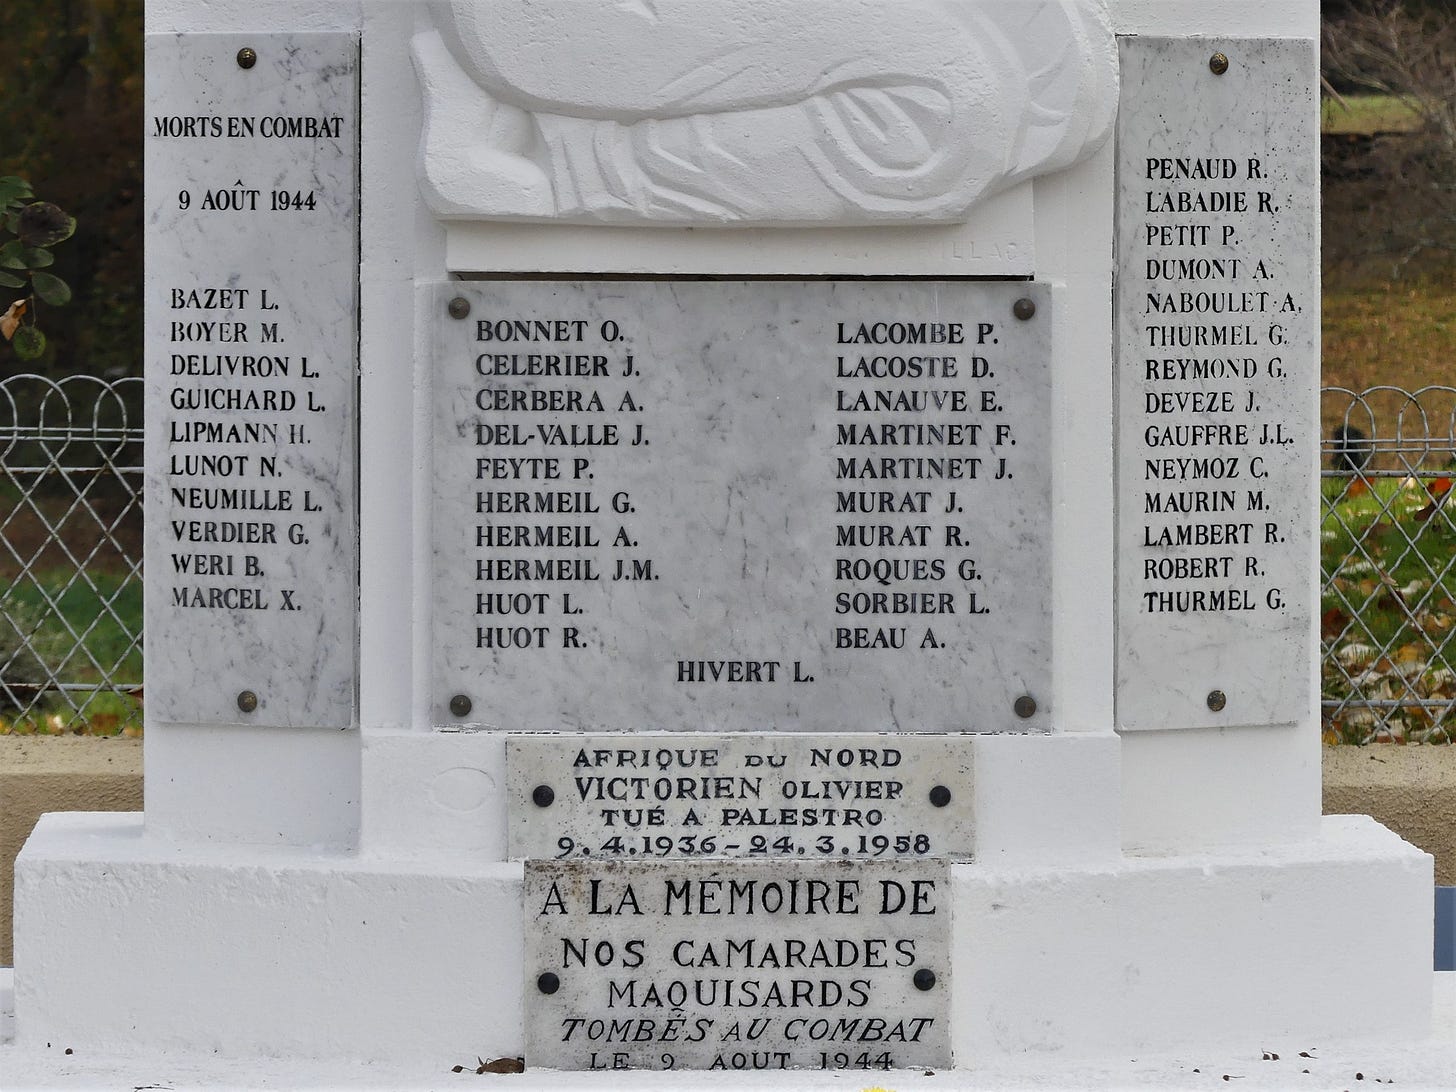 MORTS EN COMBAT
9 AOÛT 1944
BAZET L.
BOYER M.
DELIVRON L.
GUICHARD L.
LIPMANN H.
LUNOT N.
NEUMILLE L.
VERDIER G.
WERI B.
MARCEL X.
BONNET O.
CELERIER J.
CERBERA A.
DEL-VALLE J.
FEYTE P.
HERMEIL G.
HERMEIL A.
HERMEIL J.M.
HUOT L.
HUOT R.
LACOMBE P.
LACOSTE D.
LANAUVE E.
MARTINET F.
MARTINET J.
MURAT J.
MURAT R.
ROQUES G.
SORBIER L.
BEAU A.
HIVERT L.
PENAUD R.
LABADIE R.
PETIT P.
DUMONT A.
NABOULET A.
THURMEL G.
REYMOND G.
DEVEZE J.
GAUFFRE J.L.
NEYMOZ C.
MAURIN M.
LAMBERT R.
ROBERT R.
THURMEL G.
AFRIQUE DU NORD
VICTORIEN OLIVIER
TUÉ A PALESTRO
9.4.1936-24.3.1958
A LA MÉMOIRE DE
NOS CAMARADES
MAQUISARDS
TOMBÊS AU COMBAT
LE 9 AOUT 1944